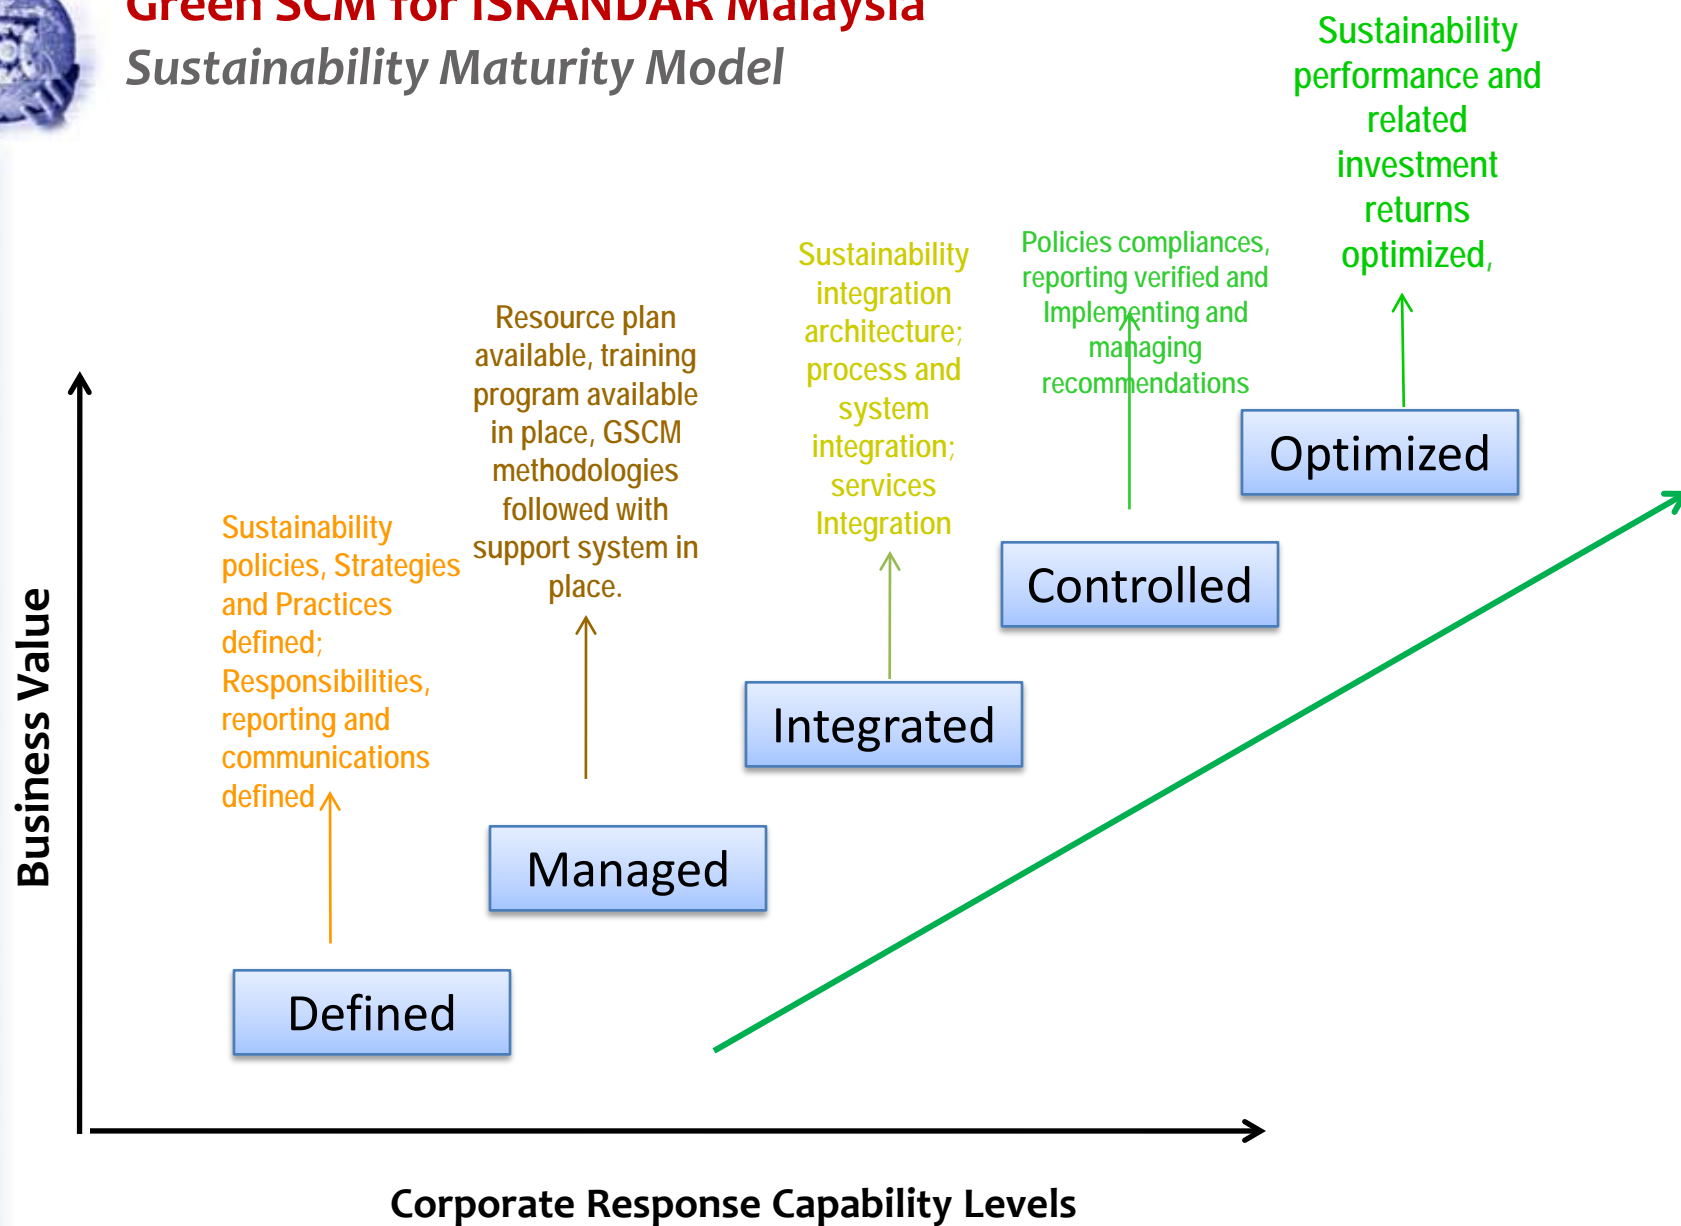 Green SCM for ISKANDAR Malaysia
Sustainability Maturity Model
Sustainability
performance and
related
investment
returns
optimized,
Policies compliances,
reporting verified and
Implementing and
managing
recommendations
Sustainability
integration
architecture;
process and
system
integration;
services
Integration
Resource plan
available, training
program available
in place, GSCM
methodologies
followed with
support system in
place.
Sustainability
policies, Strategies
and Practices
defined;
Responsibilities,
reporting and
communications
defined
Optimized
Controlled
Integrated
Managed
Defined
Business Value
Corporate Response Capability Levels